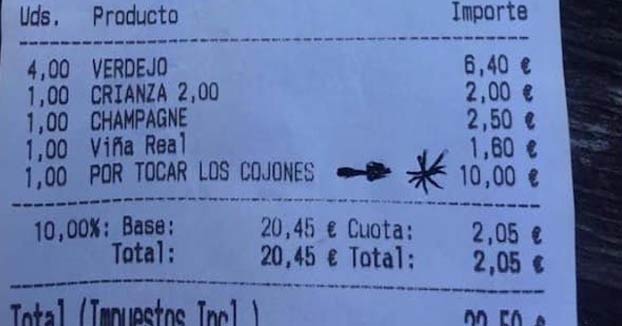 Uds. Producto Importe
4,00 VERDEJO 6,40 €
1,00 CRIANZA 2,00 2,00 €
1,00 CHAMPAGNE 2,50 €
1,00 Viña Real 1,60 €
1,00 POR TOCAR LOS COJONES 10,00 €
10,00%: Base: 20,45 € Cuota: 2,05 €
Total: 20,45 € Total: 2,05 €
Total (Impuestos Incl.) 22,50 €